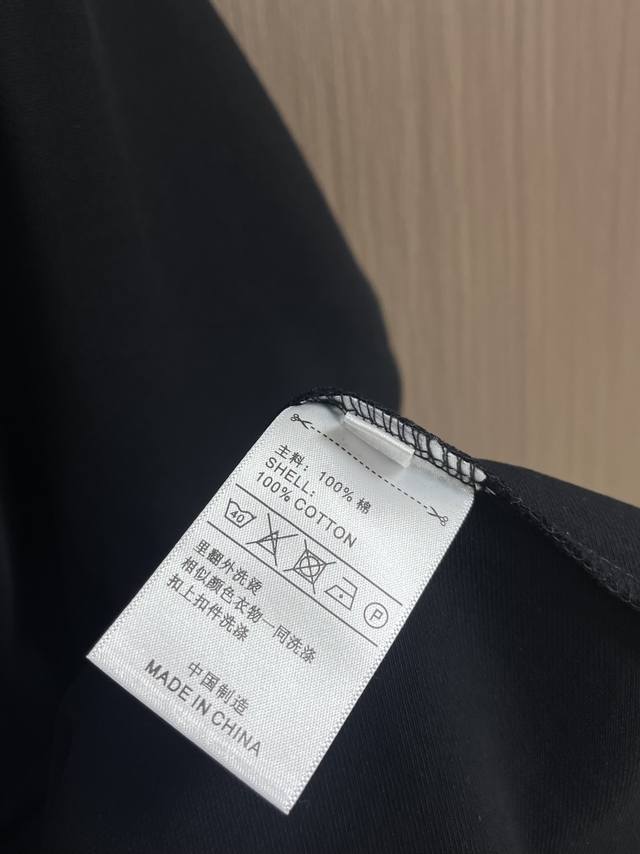 主料：100% 棉
SHELL:
100% COTTON
40
P
里翻外洗烫
相似颜色衣物一同洗涤
扣上扣件洗涤
中国制造
MADE IN CHINA